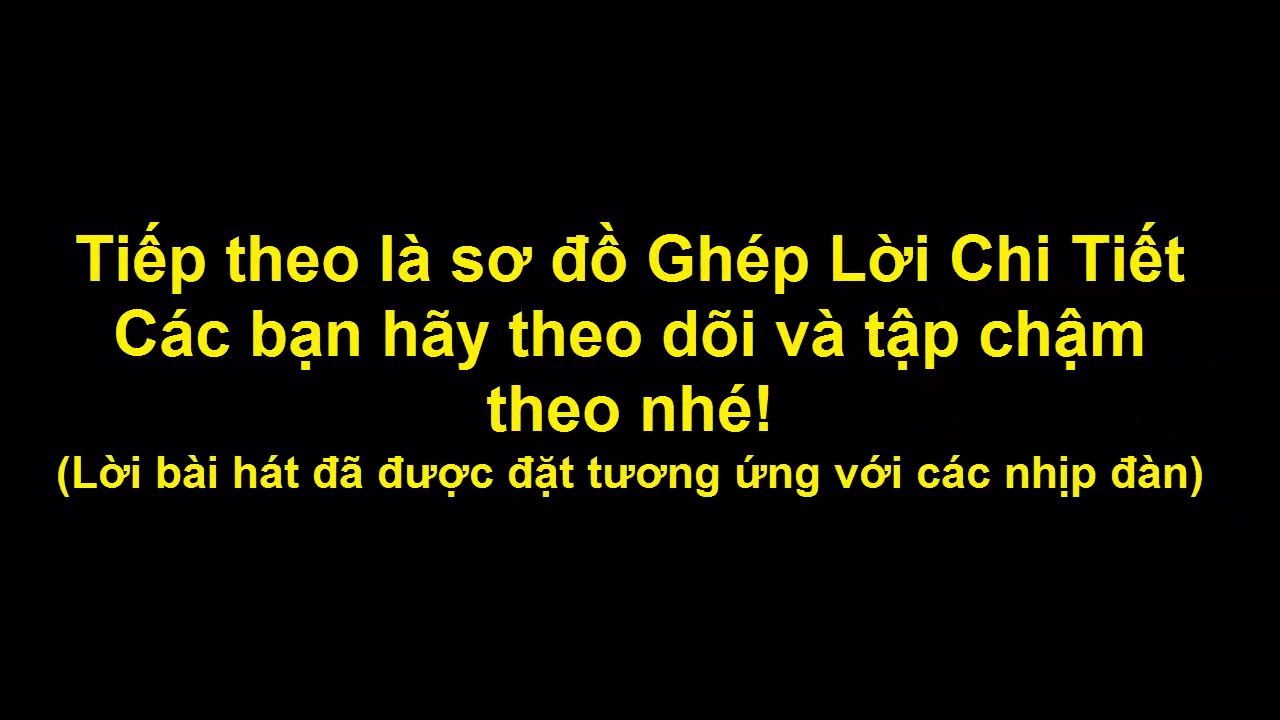 Tiếp theo là sơ đồ Ghép Lời Chi Tiết
Các bạn hãy theo dõi và tập chậm
theo nhé!
(Lời bài hát đã được đặt tương ứng với các nhịp đàn)